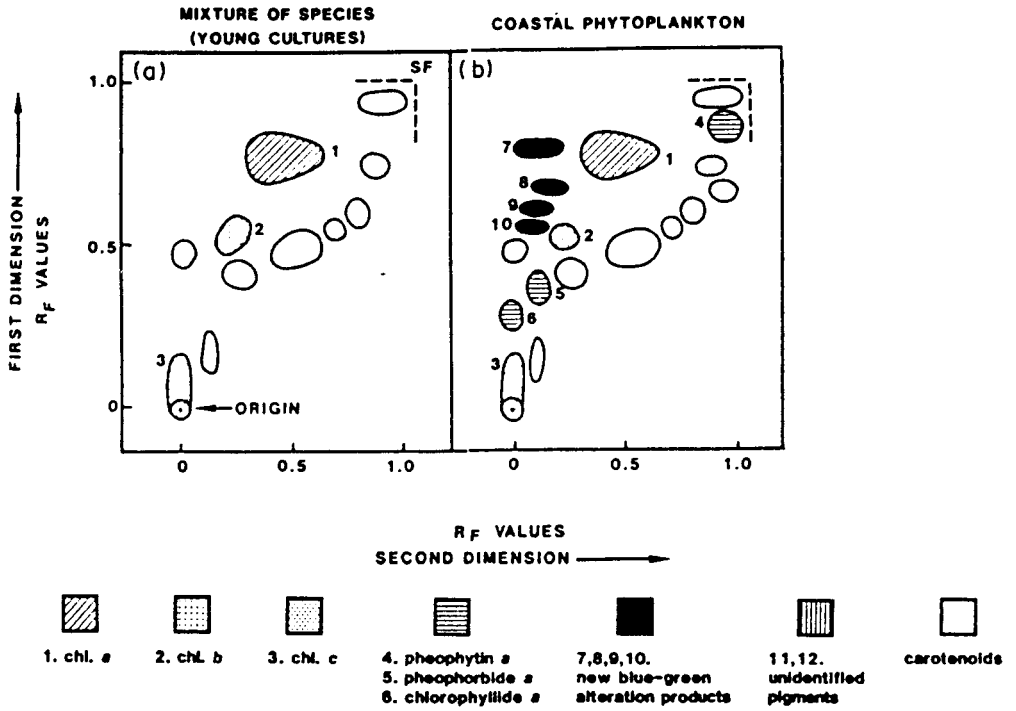 MIXTURE OF SPECIES
(YOUNG CULTURES)
COASTAL PHYTOPLANKTON
(a)
SF
(b)
1.0
0.5
0
FIRST DIMENSION
RF VALUES
1
2
3
ORIGIN
4
7
1
8
9
10
2
5
6
3
0
0.5
1.0
0
0.5
1.0
RF VALUES
SECOND DIMENSION
1. chl. a
2. chl. b
3. chl. c
4. pheophytin a
5. pheophorbide a
6. chlorophyllide a
7,8,9,10.
new blue-green
alteration products
11,12.
unidentified
pigments
carotenoids